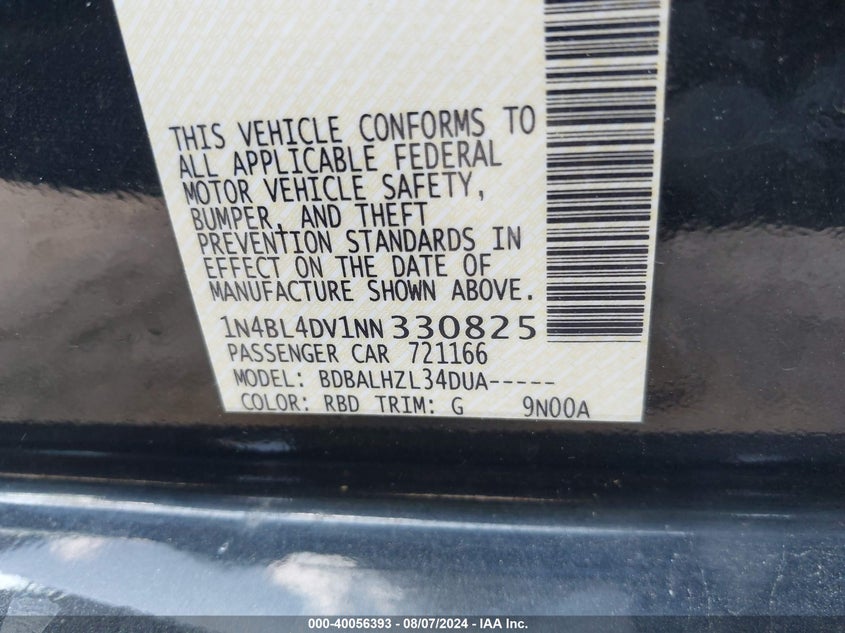 THIS VEHICLE CONFORMS TO
ALL APPLICABLE FEDERAL
MOTOR VEHICLE SAFETY,
BUMPER, AND THEFT
PREVENTION STANDARDS IN
EFFECT ON THE DATE OF
MANUFACTURE SHOWN ABOVE.
1N4BL4DV1NN330825
PASSENGER CAR 721166
MODEL: BDBALHZL34DUA-----
COLOR: RBD TRIM: G 9N00A
000-40056393 - 08/07/2024 - IAA Inc.